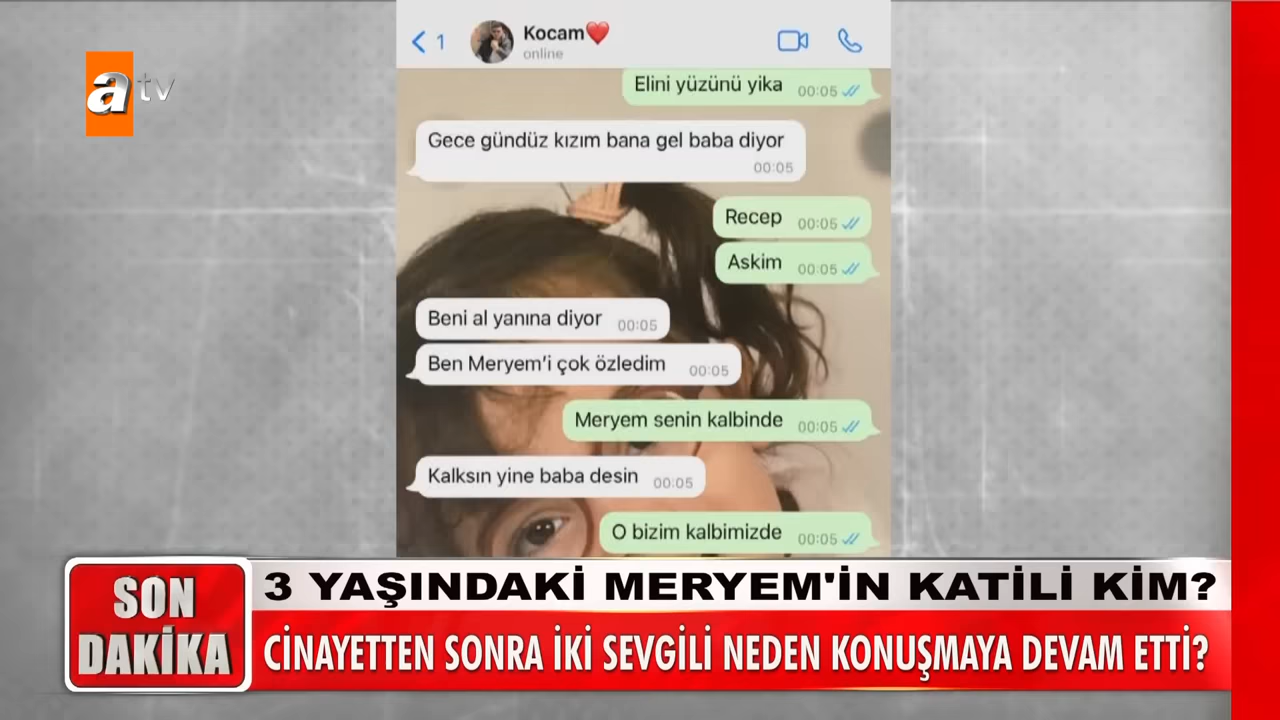 1
Kocam❤️
online
atv
Elini yüzünü yika 00:05
Gece gündüz kızım bana gel baba diyor
00:05
Recep 00:05
Askim 00:05
Beni al yanına diyor 00:05
Ben Meryem'i çok özledim 00:05
Meryem senin kalbinde 00:05
Kalksın yine baba desin 00:05
O bizim kalbimizde 00:05
SON
DAKİKA
3 YAŞINDAKİ MERYEM'İN KATİLİ KİM?
CİNAYETTEN SONRA İKİ SEVGİLİ NEDEN KONUŞMAYA DEVAM ETTİ?